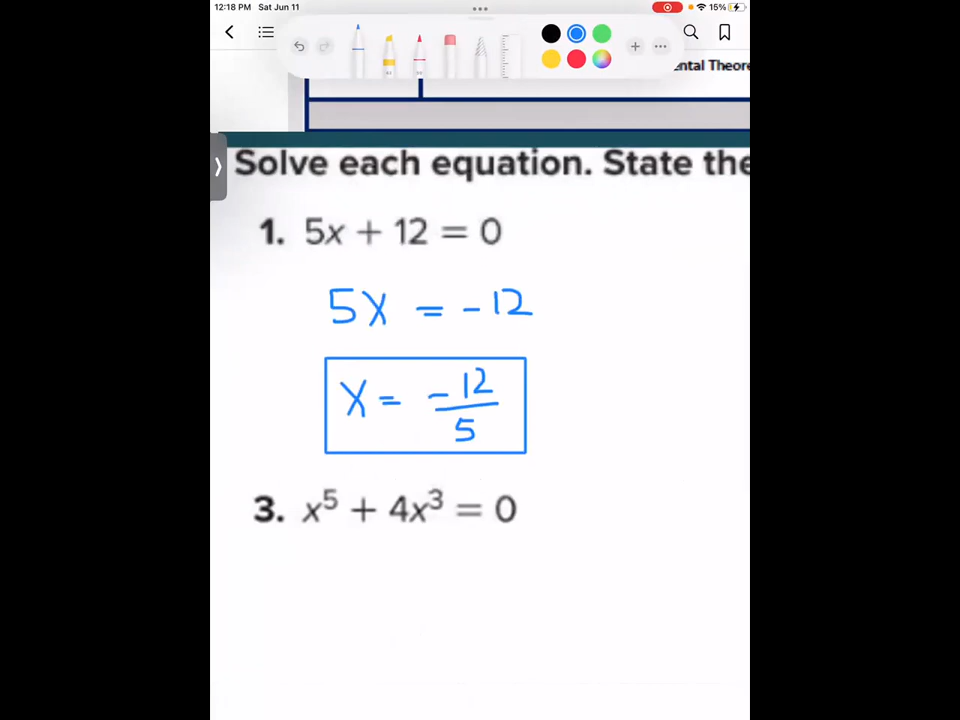 12:18 PM Sat Jun 11 15%
ental Theore
Solve each equation. State the
1. 5x + 12 = 0
5x = -12
x = -12/5
3. x⁵ + 4x³ = 0